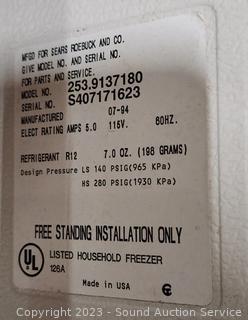 MFGD FOR SEARS ROEBUCK AND CO.
GIVE MODEL NO. AND SERIAL NO.
FOR PARTS AND SERVICE.
MODEL NO. 253.9137180
SERIAL NO. S407171623
MANUFACTURED 07-94
ELECT RATING AMPS 5.0 115V. 60HZ.
REFRIGERANT R12 7.0 OZ. (198 GRAMS)
Design Pressure LS 140 PSIG(965 KPa)
HS 280 PSIG(1930 KPa)
FREE STANDING INSTALLATION ONLY
UL
LISTED HOUSEHOLD FREEZER
126A
Made in USA
Copyright © 2023 - Sound Auction Service